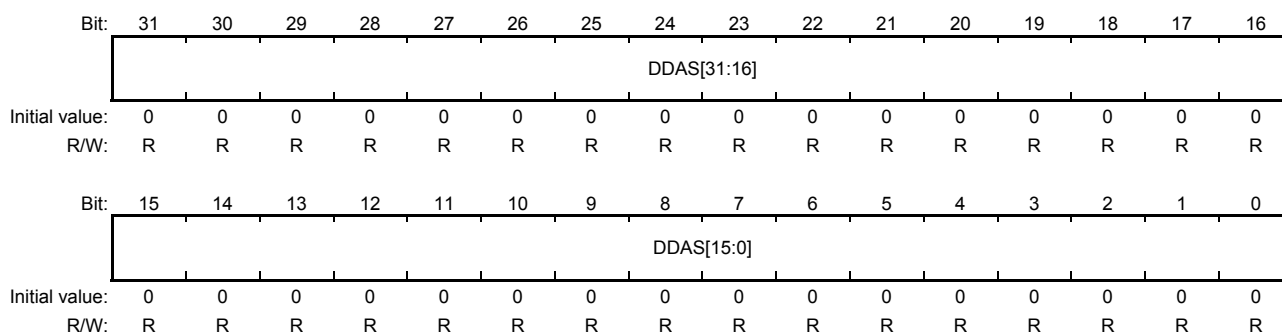 Bit: 31 30 29 28 27 26 25 24 23 22 21 20 19 18 17 16
DDAS[31:16]
Initial value: 0 0 0 0 0 0 0 0 0 0 0 0 0 0 0 0
R/W: R R R R R R R R R R R R R R R R
Bit: 15 14 13 12 11 10 9 8 7 6 5 4 3 2 1 0
DDAS[15:0]
Initial value: 0 0 0 0 0 0 0 0 0 0 0 0 0 0 0 0
R/W: R R R R R R R R R R R R R R R R